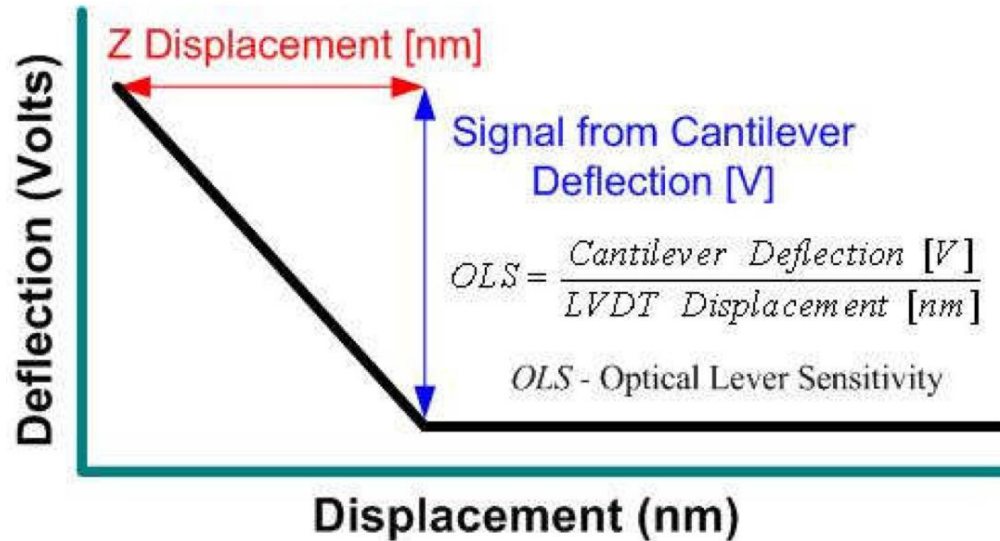 Deflection (Volts)
Z Displacement [nm]
Signal from Cantilever
Deflection [V]
OLS = Cantilever Deflection [V]
LVDT Displacement [nm]
OLS - Optical Lever Sensitivity
Displacement (nm)